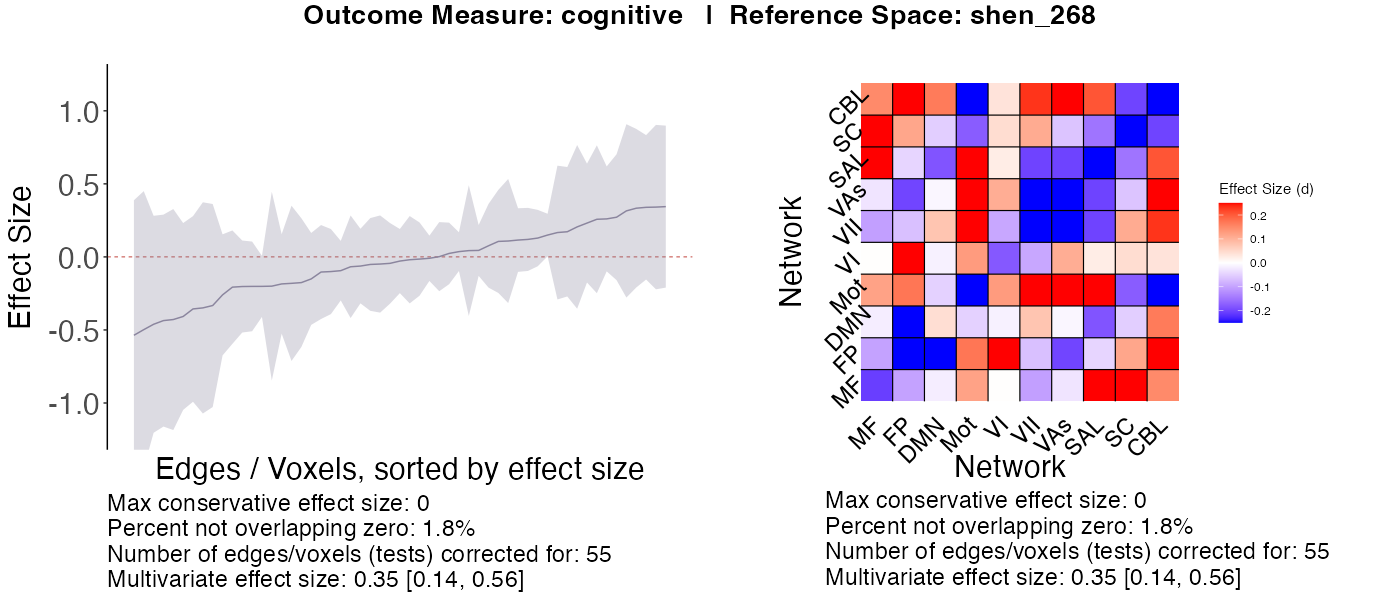 Outcome Measure: cognitive | Reference Space: shen_268
1.0
0.5
0.0
-0.5
-1.0
Effect Size
Edges / Voxels, sorted by effect size
Max conservative effect size: 0
Percent not overlapping zero: 1.8%
Number of edges/voxels (tests) corrected for: 55
Multivariate effect size: 0.35 [0.14, 0.56]
Network
CBL
SC
SAL
VAs
VII
VI
Mot
DMN
FP
MF
MF
FP
DMN
Mot
VI
VII
VAs
SAL
SC
CBL
Network
Effect Size (d)
0.2
0.1
0.0
-0.1
-0.2
Max conservative effect size: 0
Percent not overlapping zero: 1.8%
Number of edges/voxels (tests) corrected for: 55
Multivariate effect size: 0.35 [0.14, 0.56]